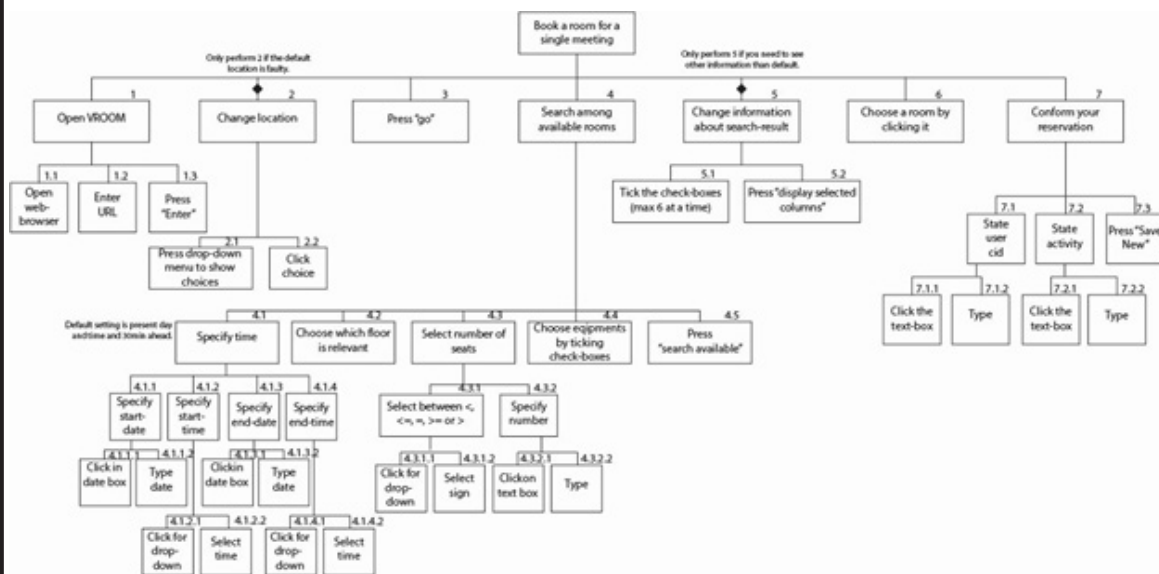 Book a room for a
single meeting
Only perform 2 if the default
location is faulty.
Only perform 5 if you need to see
other information than default.
1
Open VROOM
2
Change location
3
Press "go"
4
Search among
available rooms
5
Change information
about search-result
6
Choose a room by
clicking it
7
Conform your
reservation
1.1
Open
web-
browser
1.2
Enter
URL
1.3
Press
"Enter"
5.1
Tick the check-boxes
(max 6 at a time)
5.2
Press "display selected
columns"
7.1
State
user
cid
7.2
State
activity
7.3
Press "Save
New"
2.1
Press drop-down
menu to show
choices
2.2
Click
choice
7.1.1
Click the
text-box
7.1.2
Type
7.2.1
Click the
text-box
7.2.2
Type
Default setting is present day
and time and 30min ahead.
4.1
Specify time
4.2
Choose which floor
is relevant
4.3
Select number of
seats
4.4
Choose eqipments
by ticking
check-boxes
4.5
Press
"search available"
4.1.1
Specify
start-
date
4.1.2
Specify
start-
time
4.1.3
Specify
end-date
4.1.4
Specify
end-time
4.3.1
Select between <,
<=, =, >= or >
4.3.2
Specify
number
4.1.1.1
Click in
date box
4.1.1.2
Type
date
4.1.3.1
Clickin
date box
4.1.3.2
Type
date
4.3.1.1
Click for
drop-
down
4.3.1.2
Select
sign
4.3.2.1
Clickon
text box
4.3.2.2
Type
4.1.2.1
Click for
drop-
down
4.1.2.2
Select
time
4.1.4.1
Click for
drop-
down
4.1.4.2
Select
time